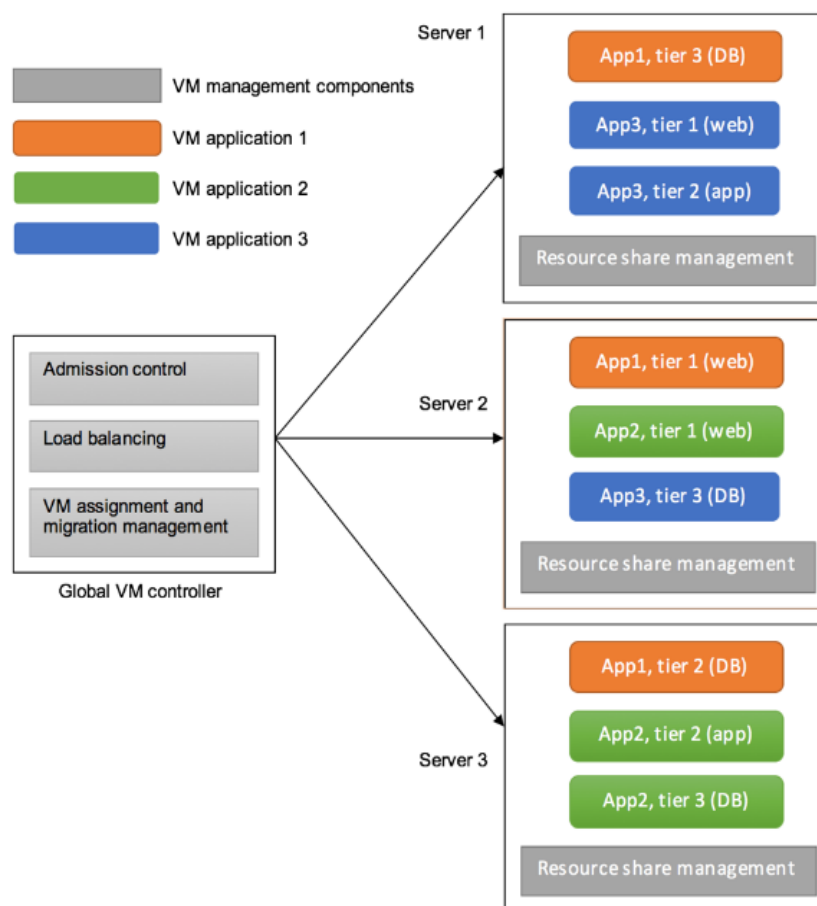 VM management components
VM application 1
VM application 2
VM application 3
Admission control
Load balancing
VM assignment and
migration management
Global VM controller
Server 1
App1, tier 3 (DB)
App3, tier 1 (web)
App3, tier 2 (app)
Resource share management
Server 2
App1, tier 1 (web)
App2, tier 1 (web)
App3, tier 3 (DB)
Resource share management
Server 3
App1, tier 2 (DB)
App2, tier 2 (app)
App2, tier 3 (DB)
Resource share management